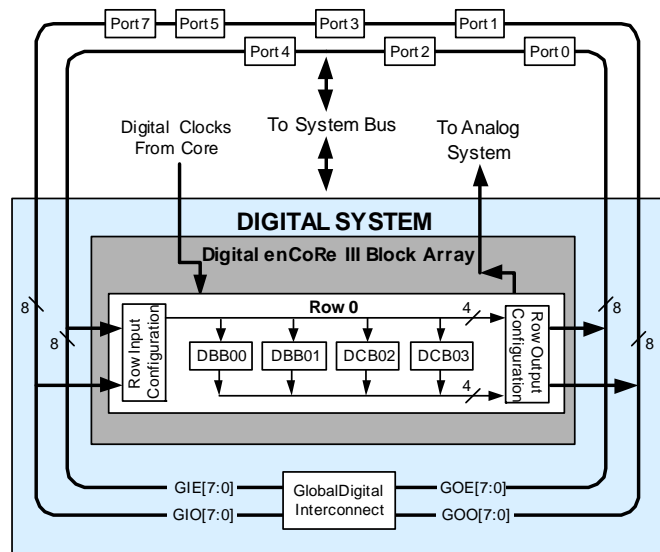 Port 7
Port 5
Port 3
Port 1
Port 4
Port 2
Port 0
Digital Clocks
From Core
To System Bus
To Analog
System
DIGITAL SYSTEM
Digital enCoRe III Block Array
Row 0
4
8
8
8
8
Row Input
Configuration
DBB00
DBB01
DCB02
DCB03
4
Row Output
Configuration
GIE[7:0]
GIO[7:0]
GlobalDigital
Interconnect
GOE[7:0]
GOO[7:0]